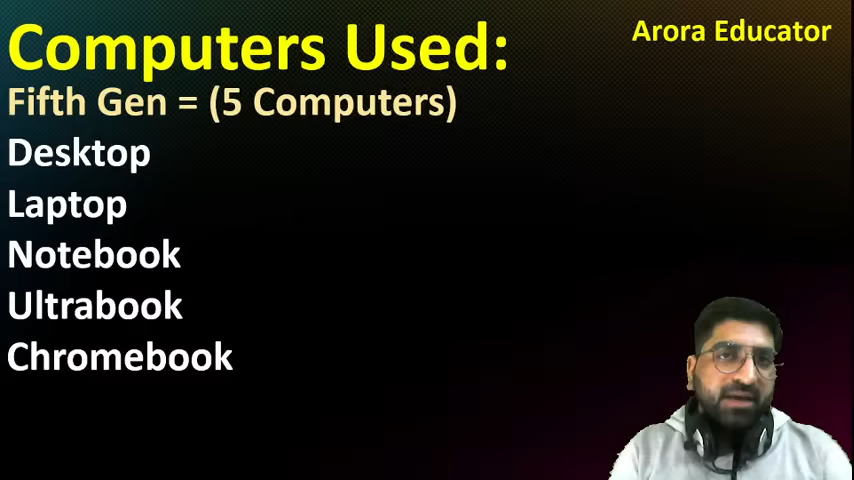 Computers Used:
Arora Educator
Fifth Gen = (5 Computers)
Desktop
Laptop
Notebook
Ultrabook
Chromebook